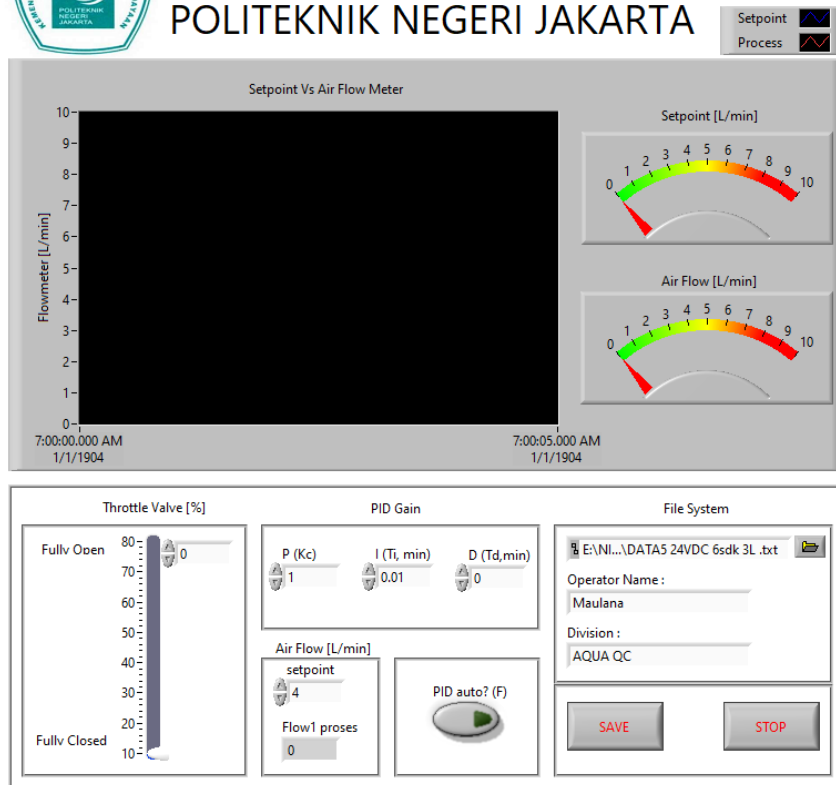 POLITEKNIK
NEGERI
JAKARTA
POLITEKNIK NEGERI JAKARTA
Setpoint
Process
Setpoint Vs Air Flow Meter
10
9
8
7
6
5
4
3
2
1
0
Flowmeter [L/min]
7:00:00.000 AM
1/1/1904
7:00:05.000 AM
1/1/1904
Setpoint [L/min]
0 1 2 3 4 5 6 7 8 9 10
Air Flow [L/min]
0 1 2 3 4 5 6 7 8 9 10
Throttle Valve [%]
Fully Open
Fully Closed
80
70
60
50
40
30
20
10
0
PID Gain
P (Kc) I (Ti, min) D (Td,min)
1 0.01 0
Air Flow [L/min]
setpoint
4
Flow1 proses
0
PID auto? (F)
File System
E:\NI...\DATA5 24VDC 6sdk 3L .txt
Operator Name :
Maulana
Division :
AQUA QC
SAVE STOP